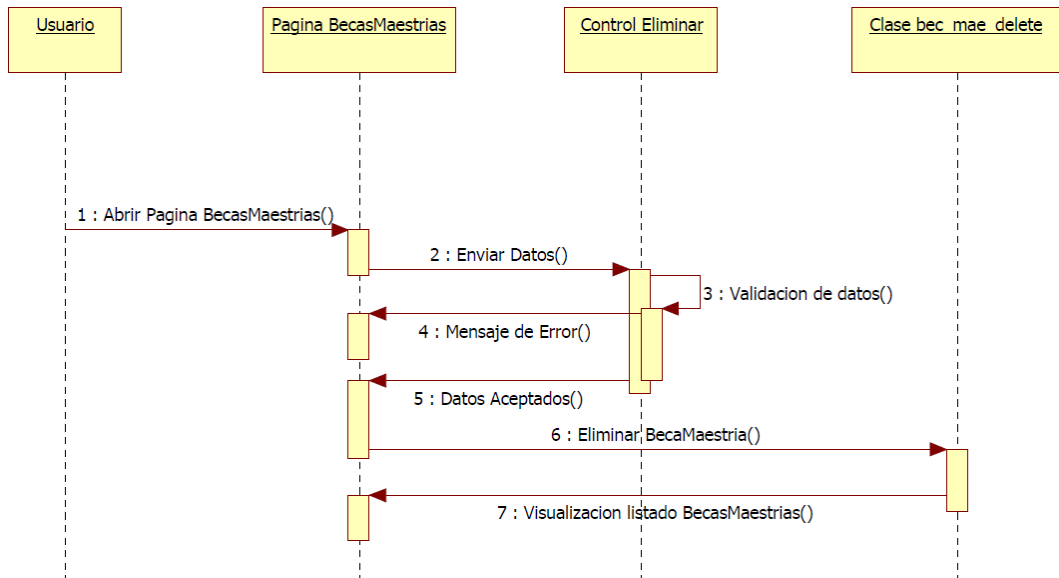 Usuario
Pagina BecasMaestrias
Control Eliminar
Clase bec_mae_delete
1 : Abrir Pagina BecasMaestrias()
2 : Enviar Datos()
3 : Validacion de datos()
4 : Mensaje de Error()
5 : Datos Aceptados()
6 : Eliminar BecaMaestria()
7 : Visualizacion listado BecasMaestrias()